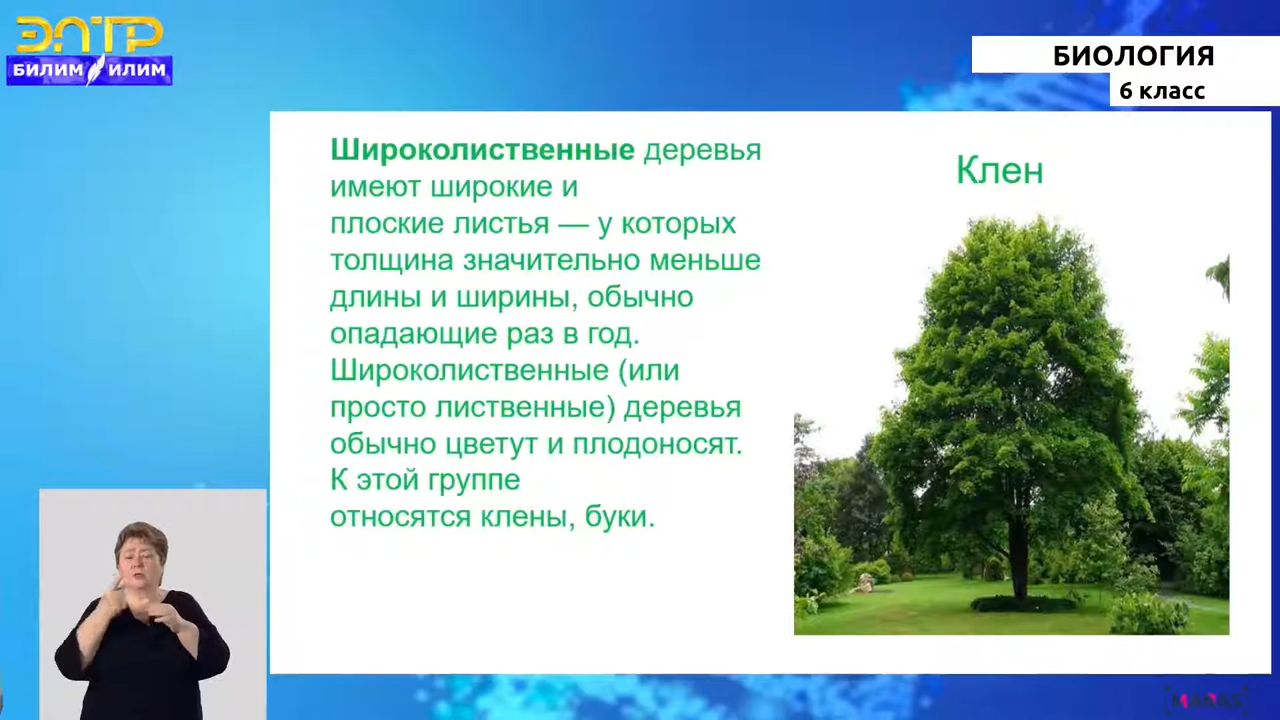 ЭЛТР
БИЛИМ ИЛИМ
БИОЛОГИЯ
6 класс
Широколиственные деревья
имеют широкие и
плоские листья — у которых
толщина значительно меньше
длины и ширины, обычно
опадающие раз в год.
Широколиственные (или
просто лиственные) деревья
обычно цветут и плодоносят.
К этой группе
относятся клены, буки.
Клен